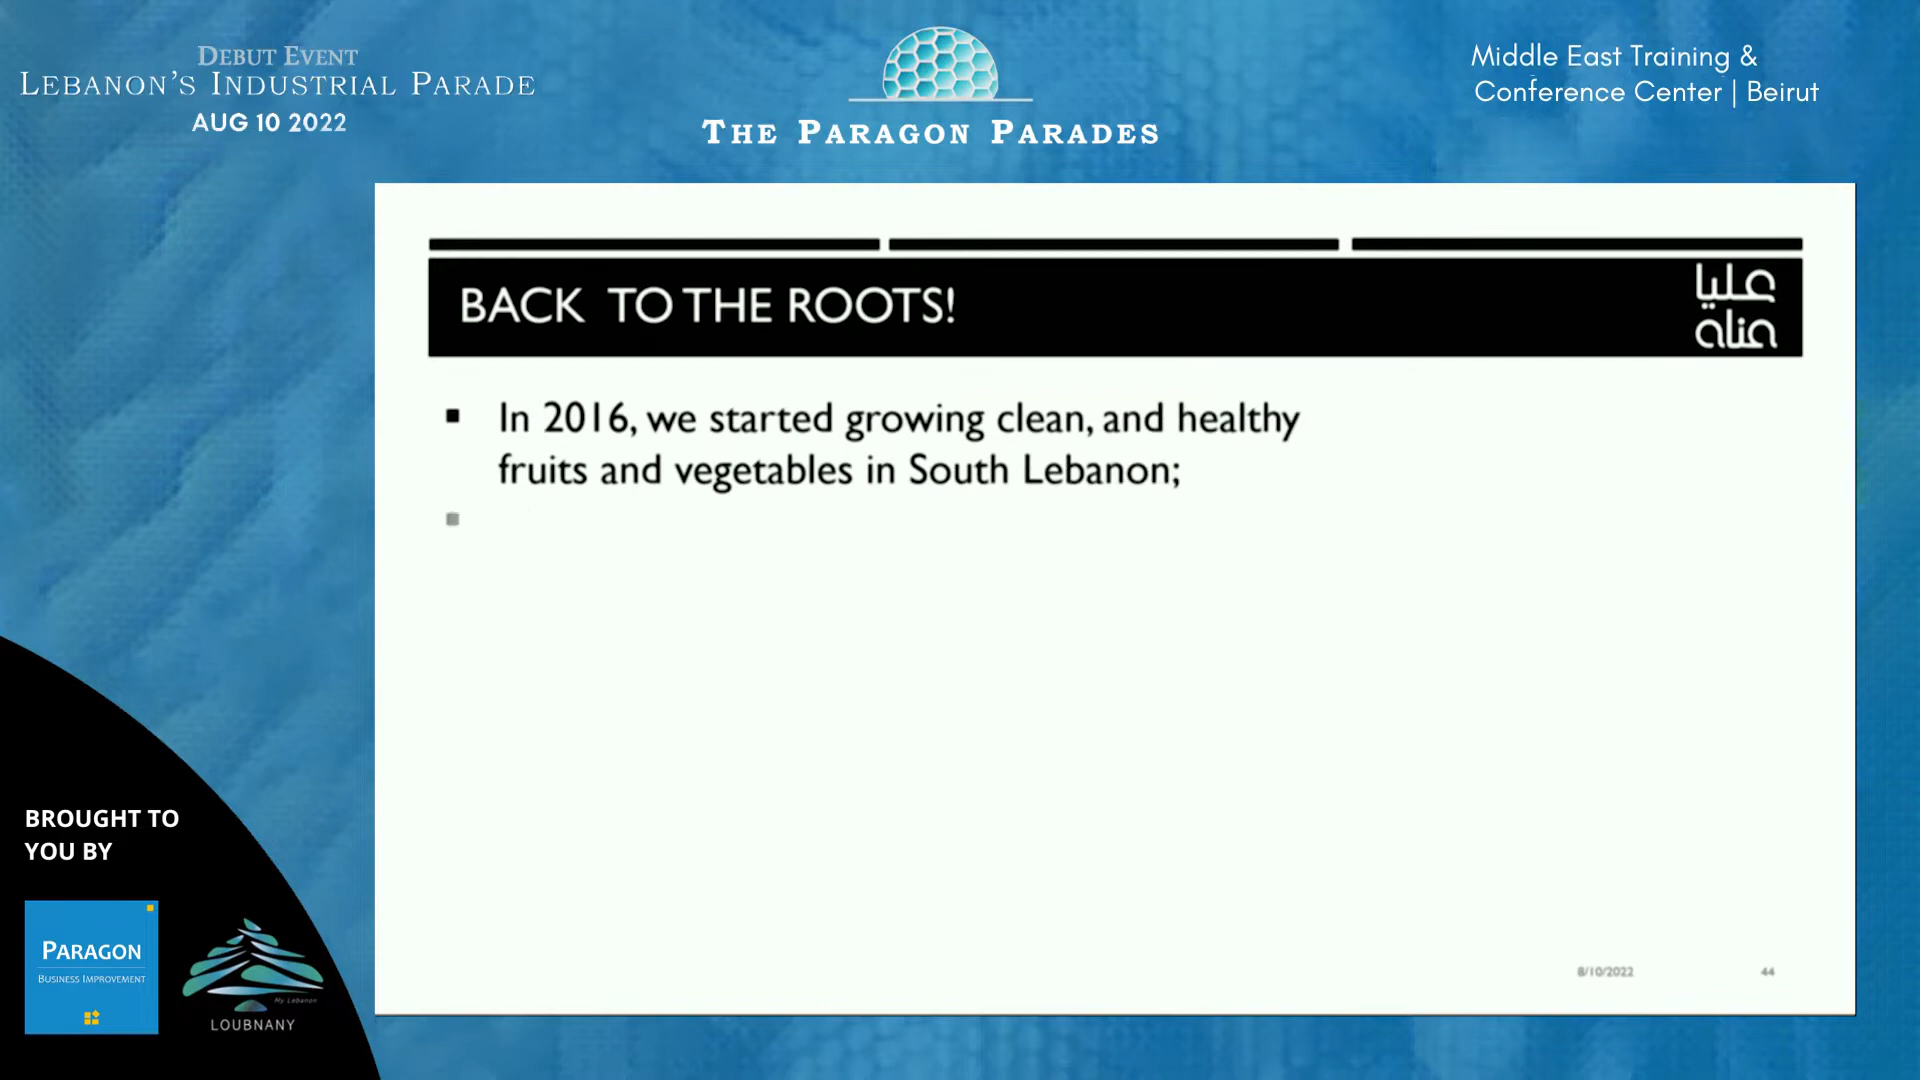 DEBUT EVENT
LEBANON'S INDUSTRIAL PARADE
AUG 10 2022
THE PARAGON PARADES
Middle East Training &
Conference Center | Beirut
BACK TO THE ROOTS!
عليا
alia
In 2016, we started growing clean, and healthy
fruits and vegetables in South Lebanon;
8/10/2022
44
BROUGHT TO
YOU BY
PARAGON
BUSINESS IMPROVEMENT
My Lebanon
LOUBNANY